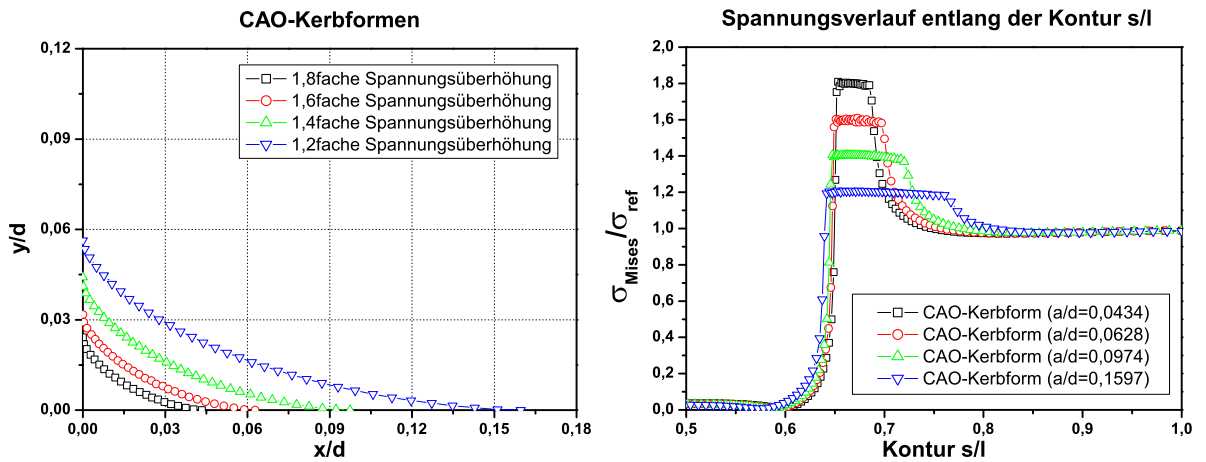 CAO-Kerbformen
0,12
0,09
0,06
0,03
0,00
y/d
1,8fache Spannungsüberhöhung
1,6fache Spannungsüberhöhung
1,4fache Spannungsüberhöhung
1,2fache Spannungsüberhöhung
0,00 0,03 0,06 0,09 0,12 0,15 0,18
x/d
Spannungsverlauf entlang der Kontur s/l
2,0
1,8
1,6
1,4
1,2
1,0
0,8
0,6
0,4
0,2
0,0
σMises/σref
CAO-Kerbform (a/d=0,0434)
CAO-Kerbform (a/d=0,0628)
CAO-Kerbform (a/d=0,0974)
CAO-Kerbform (a/d=0,1597)
0,5 0,6 0,7 0,8 0,9 1,0
Kontur s/l